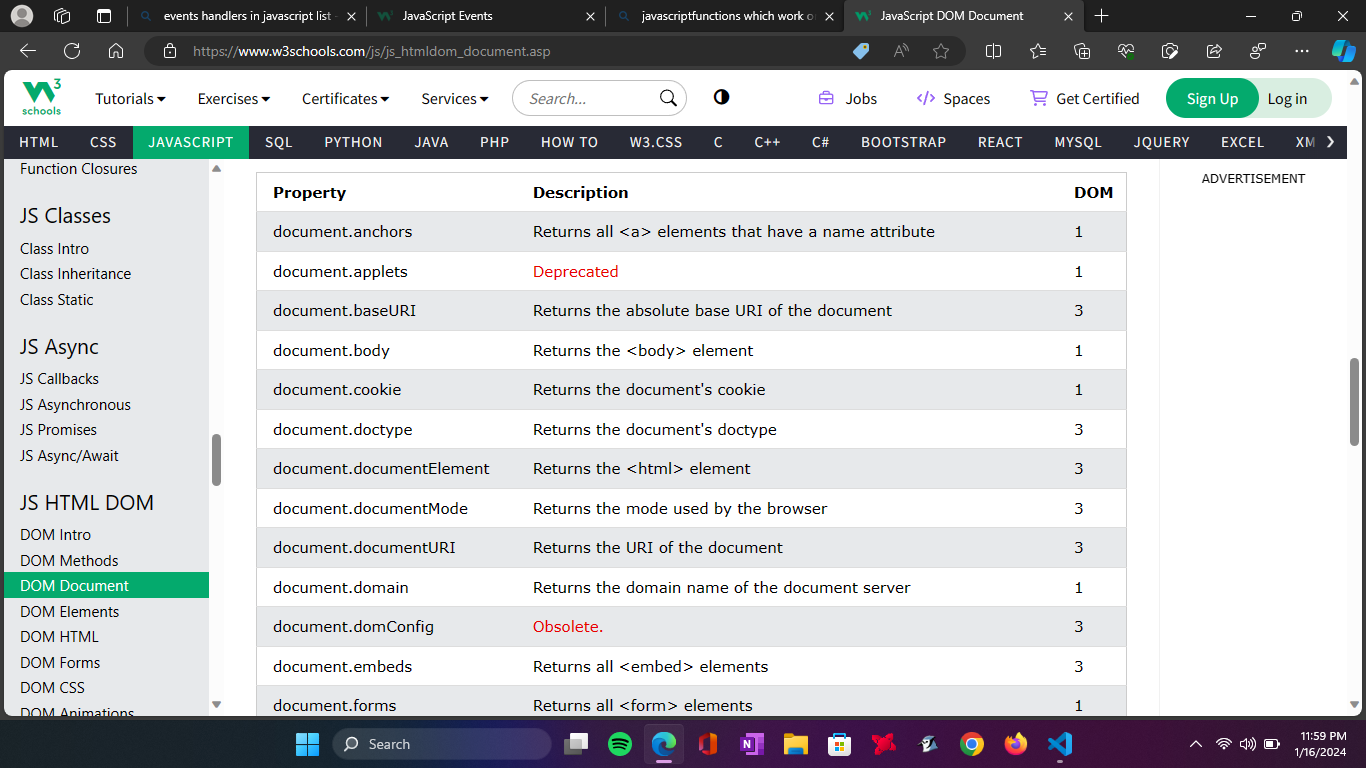 events handlers in javascript list -
JavaScript Events
javascriptfunctions which work o
JavaScript DOM Document
https://www.w3schools.com/js/js_htmldom_document.asp
W3 schools
Tutorials
Exercises
Certificates
Services
Search...
Jobs
Spaces
Get Certified
Sign Up
Log in
HTML CSS JAVASCRIPT SQL PYTHON JAVA PHP HOW TO W3.CSS C C++ C# BOOTSTRAP REACT MYSQL JQUERY EXCEL XM
Function Closures
JS Classes
Class Intro
Class Inheritance
Class Static
JS Async
JS Callbacks
JS Asynchronous
JS Promises
JS Async/Await
JS HTML DOM
DOM Intro
DOM Methods
DOM Document
DOM Elements
DOM HTML
DOM Forms
DOM CSS
DOM Animations
Property Description DOM
document.anchors Returns all <a> elements that have a name attribute 1
document.applets Deprecated 1
document.baseURI Returns the absolute base URI of the document 3
document.body Returns the <body> element 1
document.cookie Returns the document's cookie 1
document.doctype Returns the document's doctype 3
document.documentElement Returns the <html> element 3
document.documentMode Returns the mode used by the browser 3
document.documentURI Returns the URI of the document 3
document.domain Returns the domain name of the document server 1
document.domConfig Obsolete. 3
document.embeds Returns all <embed> elements 3
document.forms Returns all <form> elements 1
ADVERTISEMENT
Search
11:59 PM
1/16/2024